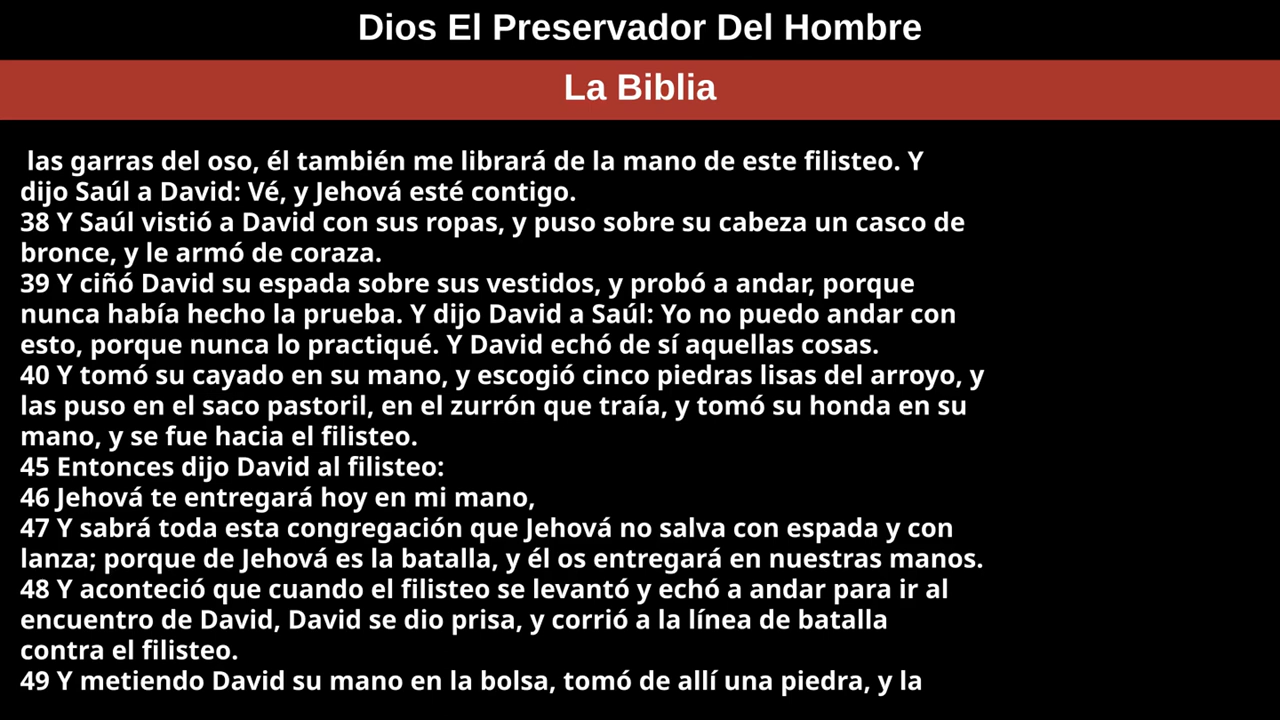 Dios El Preservador Del Hombre
La Biblia
las garras del oso, él también me librará de la mano de este filisteo. Y
dijo Saúl a David: Vé, y Jehová esté contigo.
38 Y Saúl vistió a David con sus ropas, y puso sobre su cabeza un casco de
bronce, y le armó de coraza.
39 Y ciñó David su espada sobre sus vestidos, y probó a andar, porque
nunca había hecho la prueba. Y dijo David a Saúl: Yo no puedo andar con
esto, porque nunca lo practiqué. Y David echó de sí aquellas cosas.
40 Y tomó su cayado en su mano, y escogió cinco piedras lisas del arroyo, y
las puso en el saco pastoril, en el zurrón que traía, y tomó su honda en su
mano, y se fue hacia el filisteo.
45 Entonces dijo David al filisteo:
46 Jehová te entregará hoy en mi mano,
47 Y sabrá toda esta congregación que Jehová no salva con espada y con
lanza; porque de Jehová es la batalla, y él os entregará en nuestras manos.
48 Y aconteció que cuando el filisteo se levantó y echó a andar para ir al
encuentro de David, David se dio prisa, y corrió a la línea de batalla
contra el filisteo.
49 Y metiendo David su mano en la bolsa, tomó de allí una piedra, y la